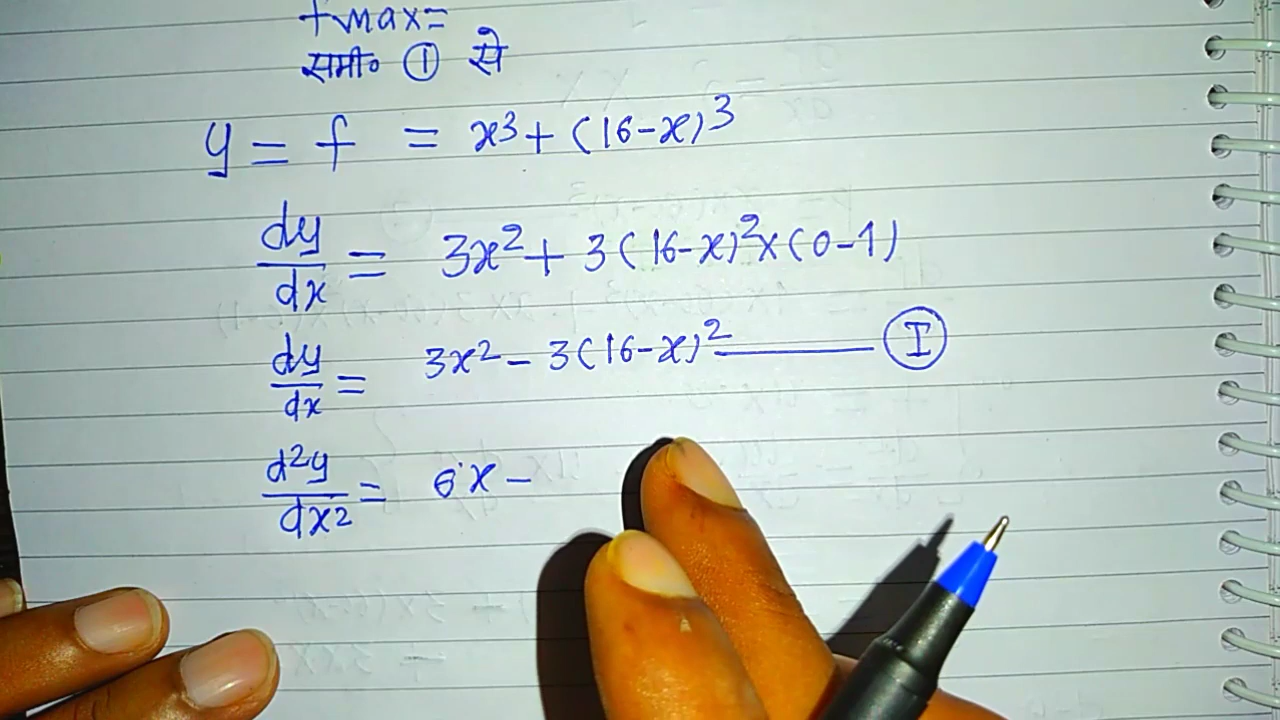 fmax=
समी० ① से
y = f = x³ + (16-x)³
dy/dx = 3x² + 3(16-x)² × (0-1)
dy/dx = 3x² - 3(16-x)² ——— Ⓘ
d²y/dx² = 6x -